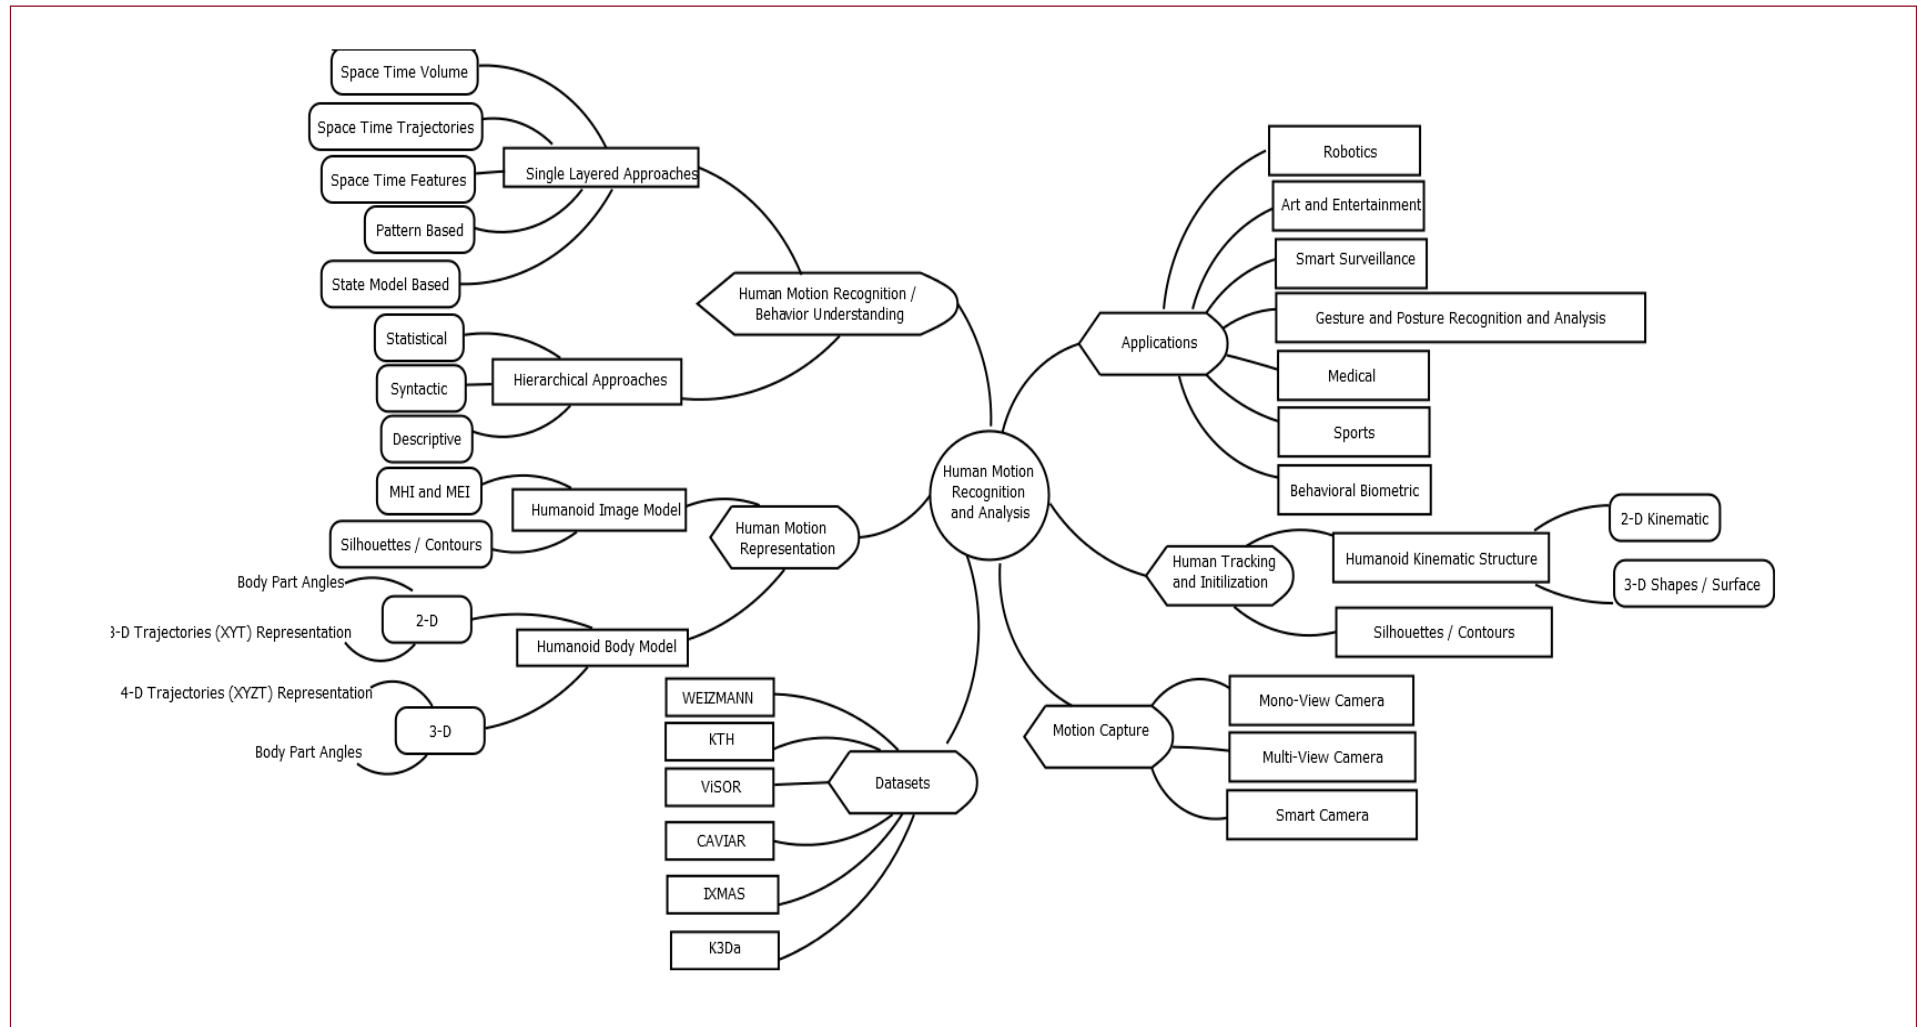 Space Time Volume
Space Time Trajectories
Space Time Features
Pattern Based
State Model Based
Single Layered Approaches
Human Motion Recognition /
Behavior Understanding
Statistical
Syntactic
Descriptive
Hierarchical Approaches
MHI and MEI
Silhouettes / Contours
Humanoid Image Model
Human Motion
Representation
Body Part Angles
3-D Trajectories (XYT) Representation
2-D
Humanoid Body Model
4-D Trajectories (XYZT) Representation
3-D
Body Part Angles
WEIZMANN
KTH
ViSOR
CAVIAR
IXMAS
K3Da
Datasets
Human Motion
Recognition
and Analysis
Applications
Robotics
Art and Entertainment
Smart Surveillance
Gesture and Posture Recognition and Analysis
Medical
Sports
Behavioral Biometric
Human Tracking
and Initilization
Humanoid Kinematic Structure
2-D Kinematic
3-D Shapes / Surface
Silhouettes / Contours
Motion Capture
Mono-View Camera
Multi-View Camera
Smart Camera